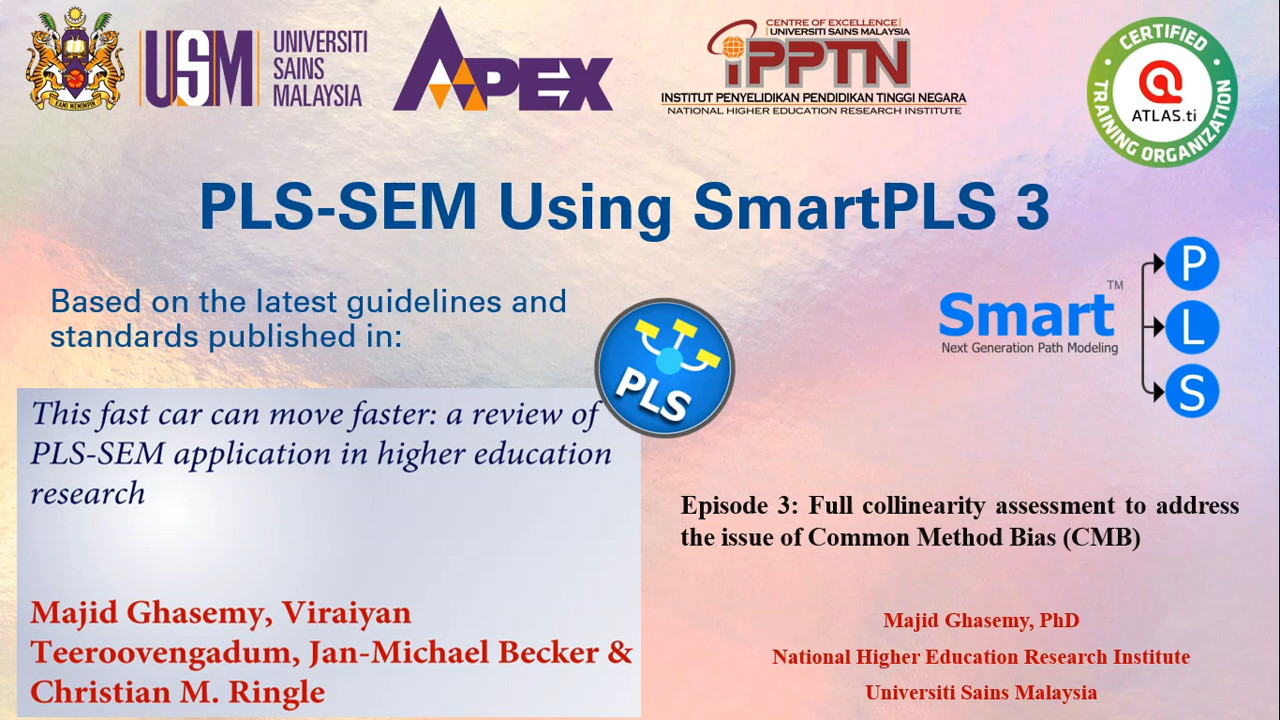 KAMI MEMIMPIN
USM
UNIVERSITI
SAINS
MALAYSIA
APEX
CENTRE OF EXCELLENCE
UNIVERSITI SAINS MALAYSIA
iPPTN
INSTITUT PENYELIDIKAN PENDIDIKAN TINGGI NEGARA
NATIONAL HIGHER EDUCATION RESEARCH INSTITUTE
CERTIFIED
ATLAS.ti
TRAINING ORGANIZATION
PLS-SEM Using SmartPLS 3
Based on the latest guidelines and
standards published in:
PLS
Smart
TM
Next Generation Path Modeling
P
L
S
This fast car can move faster: a review of
PLS-SEM application in higher education
research
Majid Ghasemy, Viraiyan
Teeroovengadum, Jan-Michael Becker &
Christian M. Ringle
Episode 3: Full collinearity assessment to address
the issue of Common Method Bias (CMB)
Majid Ghasemy, PhD
National Higher Education Research Institute
Universiti Sains Malaysia